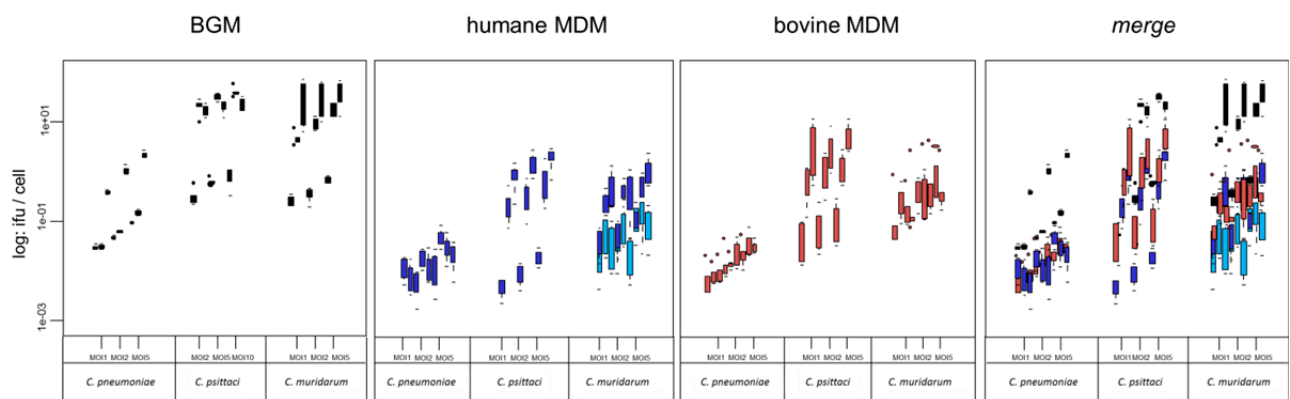 BGM humane MDM bovine MDM merge
log: ifu / cell
1e+01
1e-01
1e-03
MOI1 MOI2 MOI5 MOI2 MOI5 MOI10 MOI1 MOI2 MOI5
C. pneumoniae C. psittaci C. muridarum
MOI1 MOI2 MOI5 MOI1 MOI2 MOI5 MOI1 MOI2 MOI5
C. pneumoniae C. psittaci C. muridarum
MOI1 MOI2 MOI5 MOI1 MOI2 MOI5 MOI1 MOI2 MOI5
C. pneumoniae C. psittaci C. muridarum
MOI1 MOI2 MOI5 MOI1 MOI2 MOI5 MOI1 MOI2 MOI5
C. pneumoniae C. psittaci C. muridarum